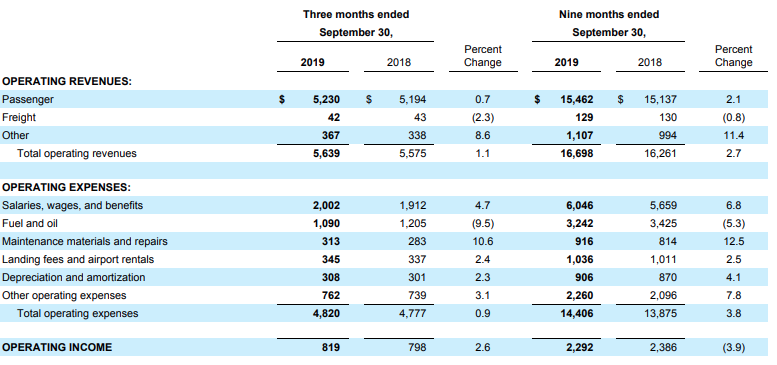 Three months ended Nine months ended
September 30, September 30,
Percent Percent
2019 2018 Change 2019 2018 Change
OPERATING REVENUES:
Passenger $ 5,230 $ 5,194 0.7 $ 15,462 $ 15,137 2.1
Freight 42 43 (2.3) 129 130 (0.8)
Other 367 338 8.6 1,107 994 11.4
Total operating revenues 5,639 5,575 1.1 16,698 16,261 2.7
OPERATING EXPENSES:
Salaries, wages, and benefits 2,002 1,912 4.7 6,046 5,659 6.8
Fuel and oil 1,090 1,205 (9.5) 3,242 3,425 (5.3)
Maintenance materials and repairs 313 283 10.6 916 814 12.5
Landing fees and airport rentals 345 337 2.4 1,036 1,011 2.5
Depreciation and amortization 308 301 2.3 906 870 4.1
Other operating expenses 762 739 3.1 2,260 2,096 7.8
Total operating expenses 4,820 4,777 0.9 14,406 13,875 3.8
OPERATING INCOME 819 798 2.6 2,292 2,386 (3.9)